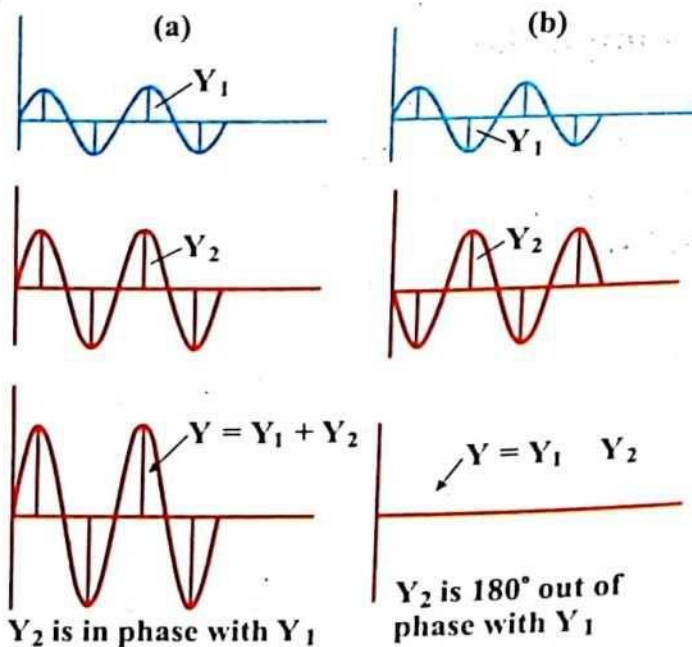 (a)
Y₁
Y₂
Y = Y₁ + Y₂
Y₂ is in phase with Y₁
(b)
Y₁
Y₂
Y = Y₁ Y₂
Y₂ is 180° out of
phase with Y₁